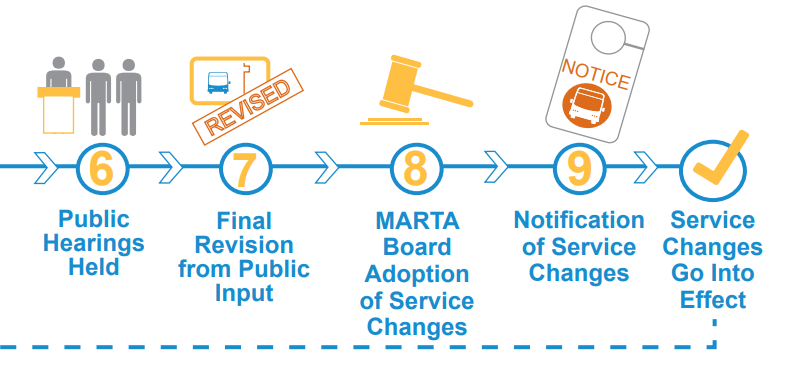 REVISED
NOTICE
6
7
8
9
Public
Hearings
Held
Final
Revision
from Public
Input
MARTA
Board
Adoption
of Service
Changes
Notification
of Service
Changes
Service
Changes
Go Into
Effect